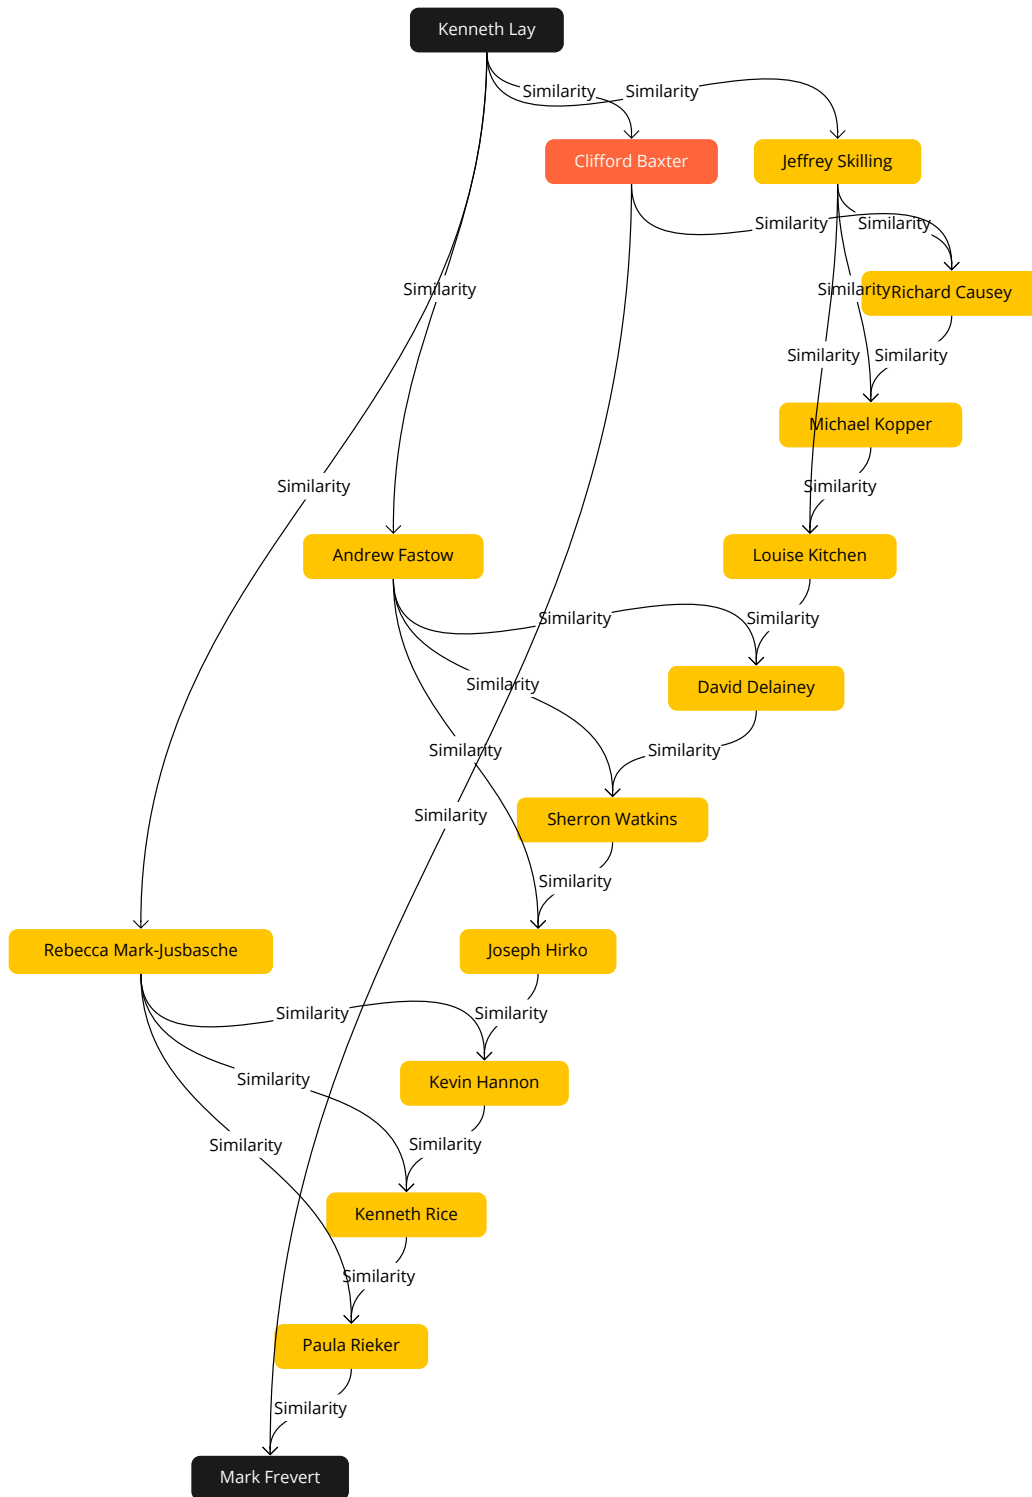 Kenneth Lay
Similarity
Similarity
Clifford Baxter
Jeffrey Skilling
Similarity
Similarity
Similarity
Similarity
Richard Causey
Similarity
Similarity
Michael Kopper
Similarity
Similarity
Andrew Fastow
Louise Kitchen
Similarity
Similarity
Similarity
David Delainey
Similarity
Similarity
Similarity
Sherron Watkins
Similarity
Rebecca Mark-Jusbasche
Joseph Hirko
Similarity
Similarity
Similarity
Kevin Hannon
Similarity
Similarity
Kenneth Rice
Similarity
Paula Rieker
Similarity
Mark Frevert